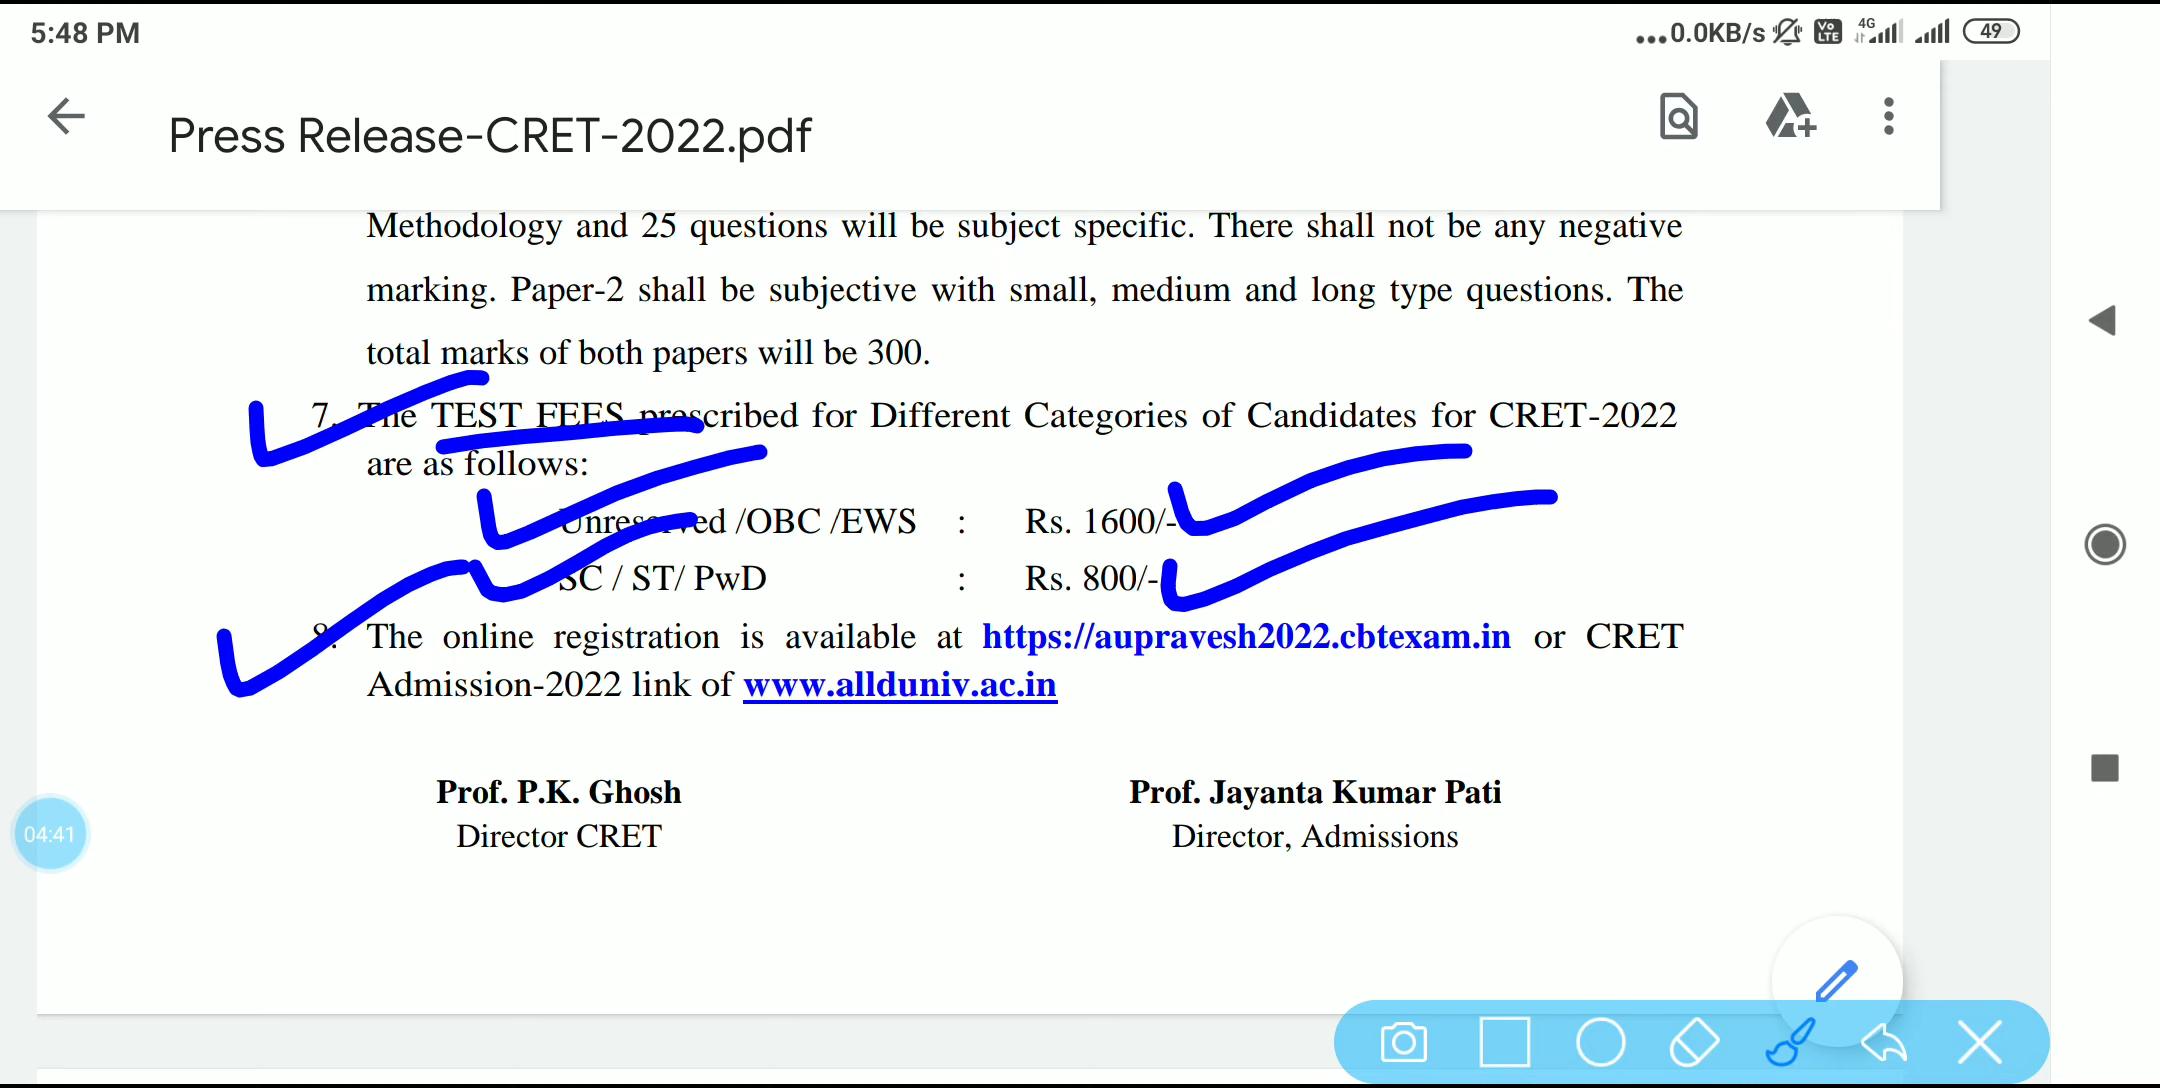 5:48 PM
...0.0KB/s Vo LTE 4G 49
Press Release-CRET-2022.pdf
Methodology and 25 questions will be subject specific. There shall not be any negative
marking. Paper-2 shall be subjective with small, medium and long type questions. The
total marks of both papers will be 300.
7. The TEST FEES prescribed for Different Categories of Candidates for CRET-2022
are as follows:
Unreserved /OBC /EWS : Rs. 1600/-
SC / ST/ PwD : Rs. 800/-
8. The online registration is available at https://aupravesh2022.cbtexam.in or CRET
Admission-2022 link of www.allduniv.ac.in
Prof. P.K. Ghosh
Director CRET
Prof. Jayanta Kumar Pati
Director, Admissions
04:41